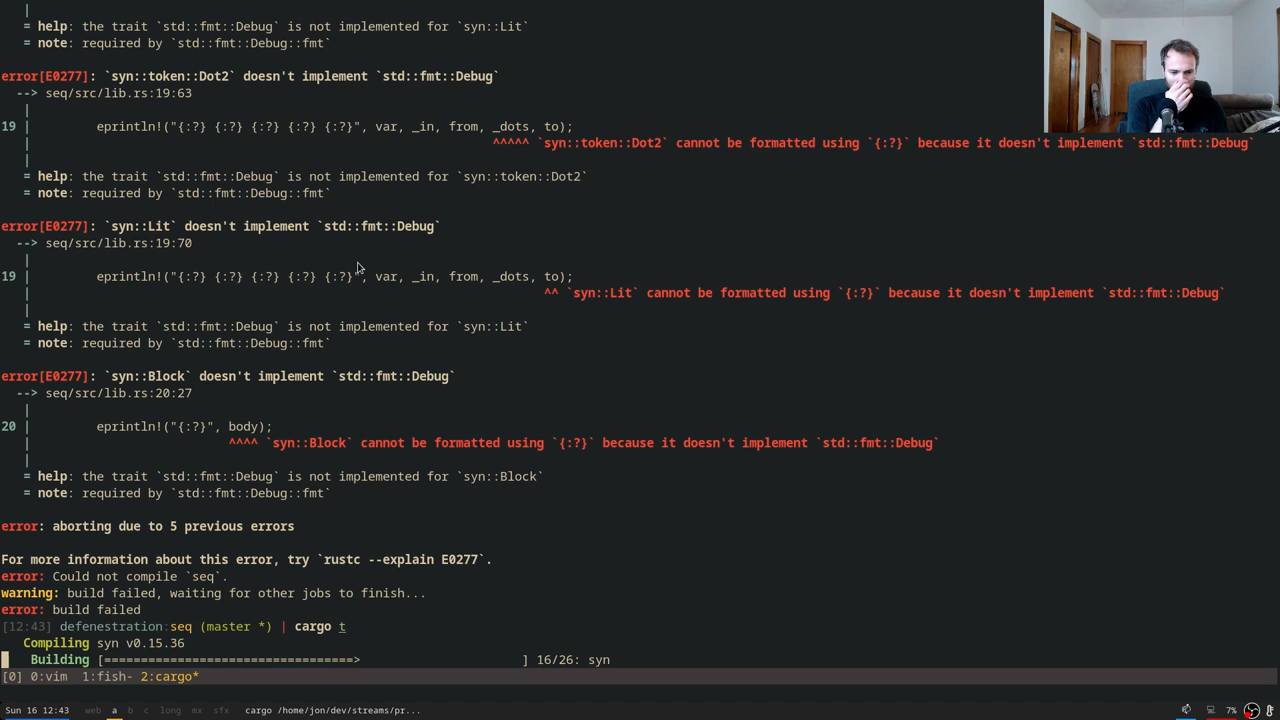 |
   = help: the trait `std::fmt::Debug` is not implemented for `syn::Lit`
   = note: required by `std::fmt::Debug::fmt`

error[E0277]: `syn::token::Dot2` doesn't implement `std::fmt::Debug`
  --> seq/src/lib.rs:19:63
   |
19 |         eprintln!("{:?} {:?} {:?} {:?} {:?}", var, _in, from, _dots, to);
   |                                                               ^^^^^ `syn::token::Dot2` cannot be formatted using `{:?}` because it doesn't implement `std::fmt::Debug`
   |
   = help: the trait `std::fmt::Debug` is not implemented for `syn::token::Dot2`
   = note: required by `std::fmt::Debug::fmt`

error[E0277]: `syn::Lit` doesn't implement `std::fmt::Debug`
  --> seq/src/lib.rs:19:70
   |
19 |         eprintln!("{:?} {:?} {:?} {:?} {:?}", var, _in, from, _dots, to);
   |                                                                      ^^ `syn::Lit` cannot be formatted using `{:?}` because it doesn't implement `std::fmt::Debug`
   |
   = help: the trait `std::fmt::Debug` is not implemented for `syn::Lit`
   = note: required by `std::fmt::Debug::fmt`

error[E0277]: `syn::Block` doesn't implement `std::fmt::Debug`
  --> seq/src/lib.rs:20:27
   |
20 |         eprintln!("{:?}", body);
   |                           ^^^^ `syn::Block` cannot be formatted using `{:?}` because it doesn't implement `std::fmt::Debug`
   |
   = help: the trait `std::fmt::Debug` is not implemented for `syn::Block`
   = note: required by `std::fmt::Debug::fmt`

error: aborting due to 5 previous errors

For more information about this error, try `rustc --explain E0277`.
error: Could not compile `seq`.
warning: build failed, waiting for other jobs to finish...
error: build failed
[12:43] defenestration:seq (master *) | cargo t
   Compiling syn v0.15.36
    Building [==================================>                       ] 16/26: syn
[0] 0:vim  1:fish- 2:cargo*
Sun 16 12:43 web a b c long mx sfx cargo /home/jon/dev/streams/pr... 7%